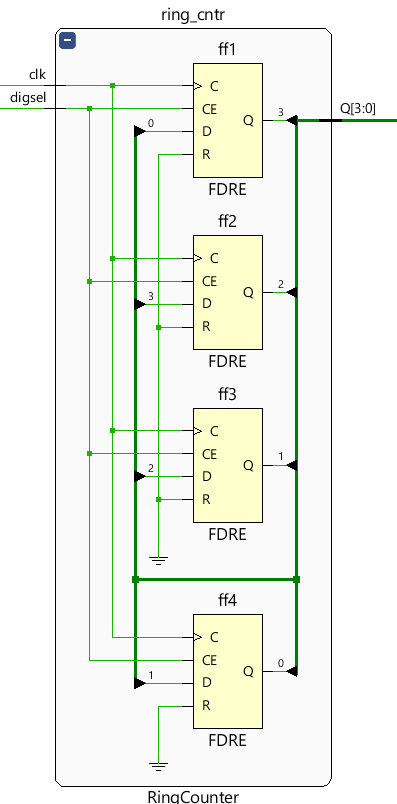 ring_cntr
ff1
clk
digsel
C
CE
D
R
Q
0
3
Q[3:0]
FDRE
ff2
C
CE
D
R
Q
3
2
FDRE
ff3
C
CE
D
R
Q
2
1
FDRE
ff4
C
CE
D
R
Q
1
0
FDRE
RingCounter